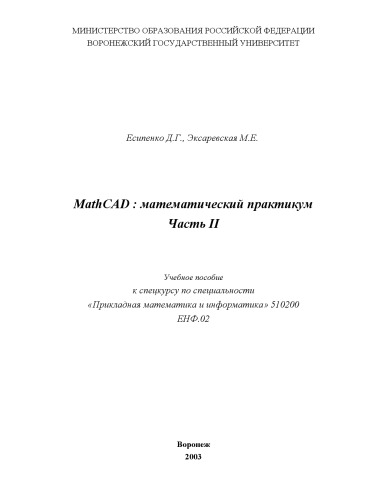 МИНИСТЕРСТВО ОБРАЗОВАНИЯ РОССИЙСКОЙ ФЕДЕРАЦИИ
ВОРОНЕЖСКИЙ ГОСУДАРСТВЕННЫЙ УНИВЕРСИТЕТ
Есипенко Д.Г., Эксаревская М.Е.
MathCAD : математический практикум
Часть II
Учебное пособие
к спецкурсу по специальности
«Прикладная математика и информатика» 510200
ЕНФ.02
Воронеж
2003